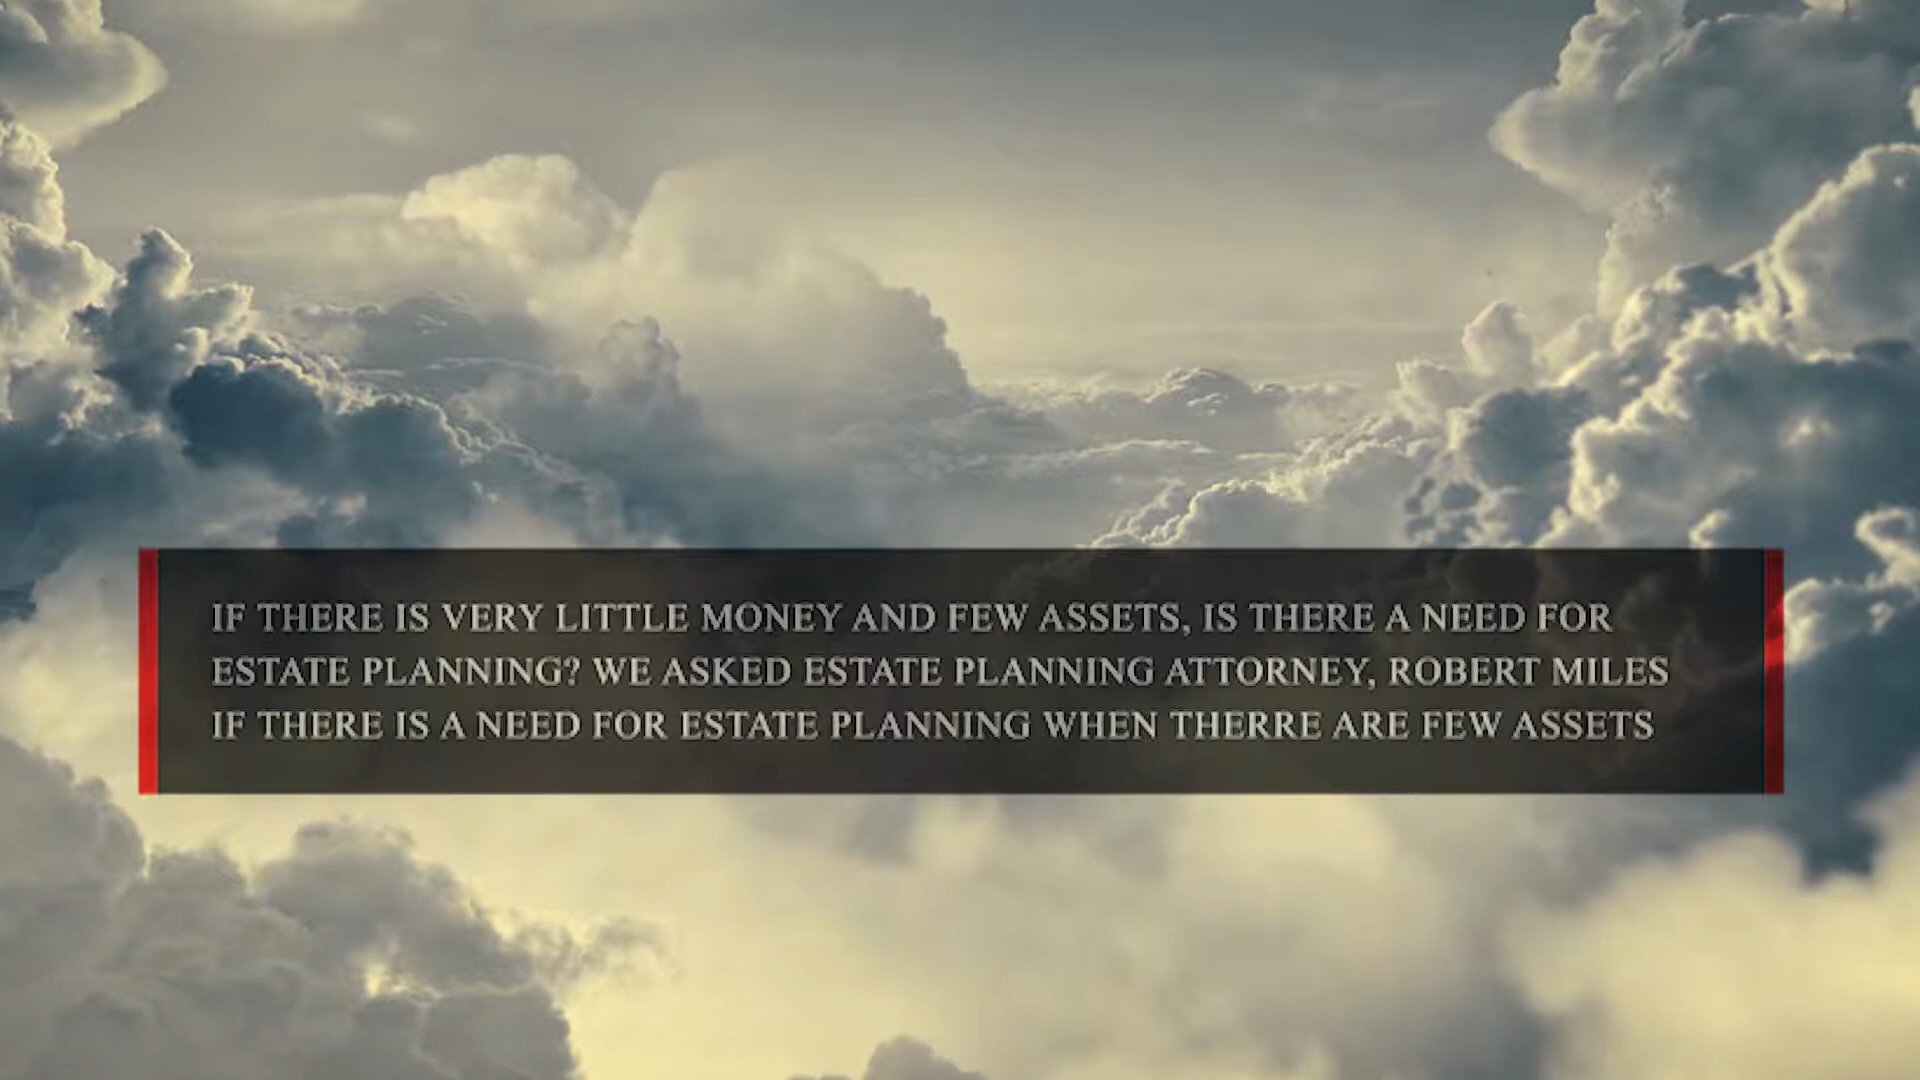 IF THERE IS VERY LITTLE MONEY AND FEW ASSETS, IS THERE A NEED FOR
ESTATE PLANNING? WE ASKED ESTATE PLANNING ATTORNEY, ROBERT MILES
IF THERE IS A NEED FOR ESTATE PLANNING WHEN THERRE ARE FEW ASSETS